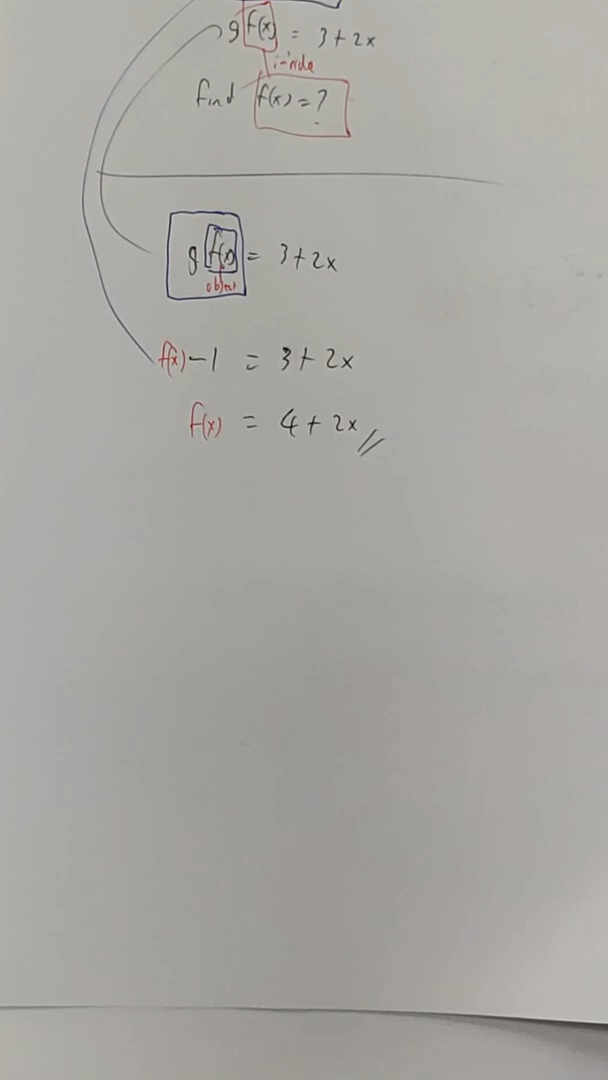 g f(x) = 3 + 2x
inside
find f(x) = ?
g f(x) = 3 + 2x
object
f(x) - 1 = 3 + 2x
f(x) = 4 + 2x //